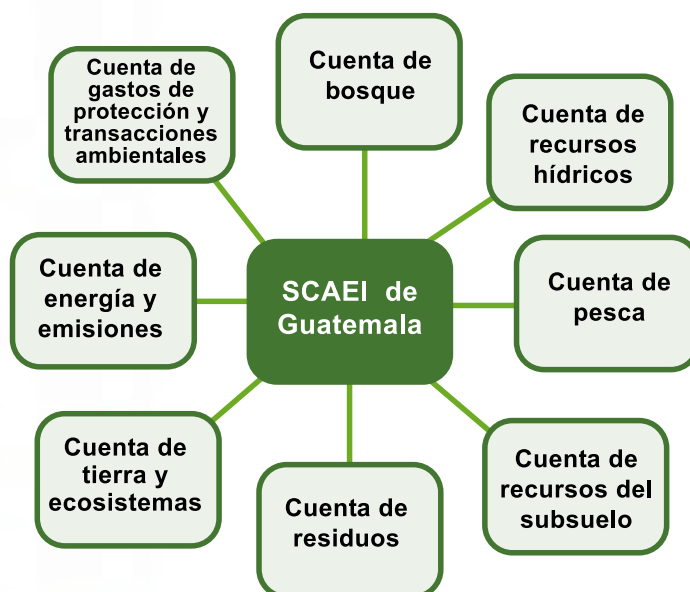 Cuenta de
gastos de
protección y
transacciones
ambientales
Cuenta de
bosque
Cuenta de
recursos
hídricos
Cuenta de
energía y
emisiones
SCAEI de
Guatemala
Cuenta de
pesca
Cuenta de
tierra y
ecosistemas
Cuenta de
residuos
Cuenta de
recursos del
subsuelo